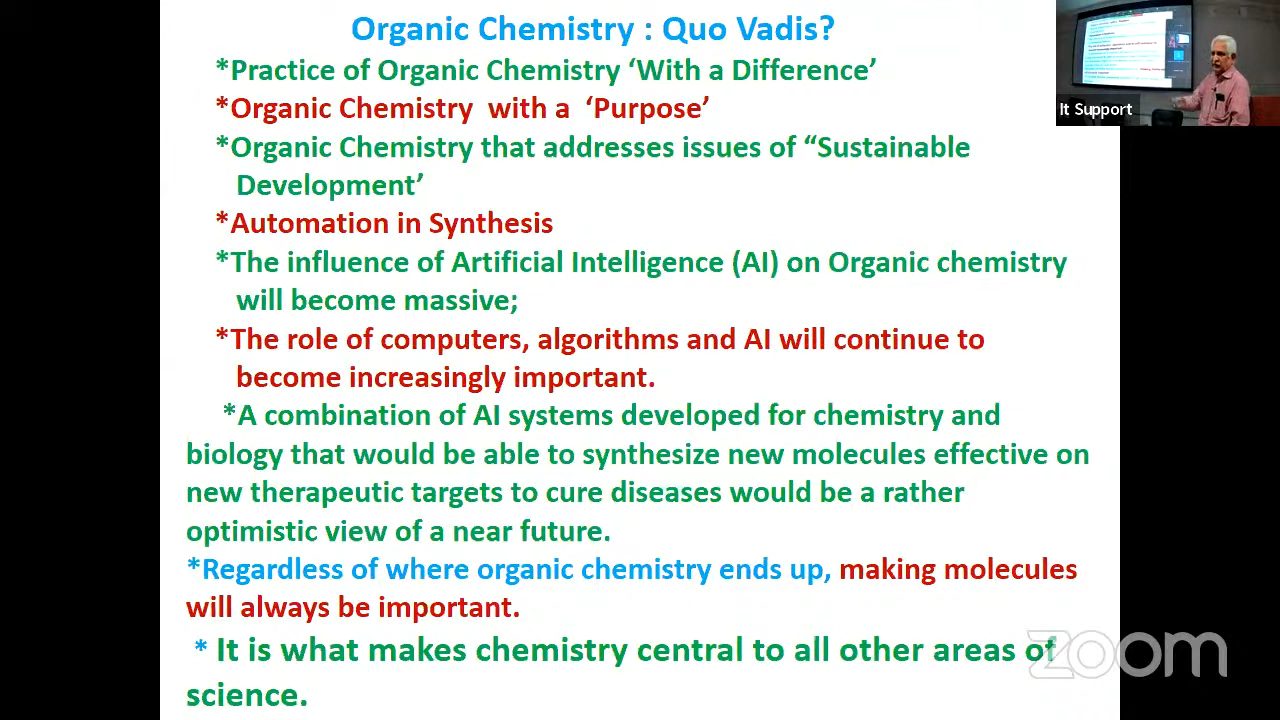 Organic Chemistry : Quo Vadis?
*Practice of Organic Chemistry ‘With a Difference’
*Organic Chemistry with a ‘Purpose’
*Organic Chemistry that addresses issues of “Sustainable
Development’
*Automation in Synthesis
*The influence of Artificial Intelligence (AI) on Organic chemistry
will become massive;
*The role of computers, algorithms and AI will continue to
become increasingly important.
*A combination of AI systems developed for chemistry and
biology that would be able to synthesize new molecules effective on
new therapeutic targets to cure diseases would be a rather
optimistic view of a near future.
*Regardless of where organic chemistry ends up, making molecules
will always be important.
* It is what makes chemistry central to all other areas of
science.
It Support
zoom